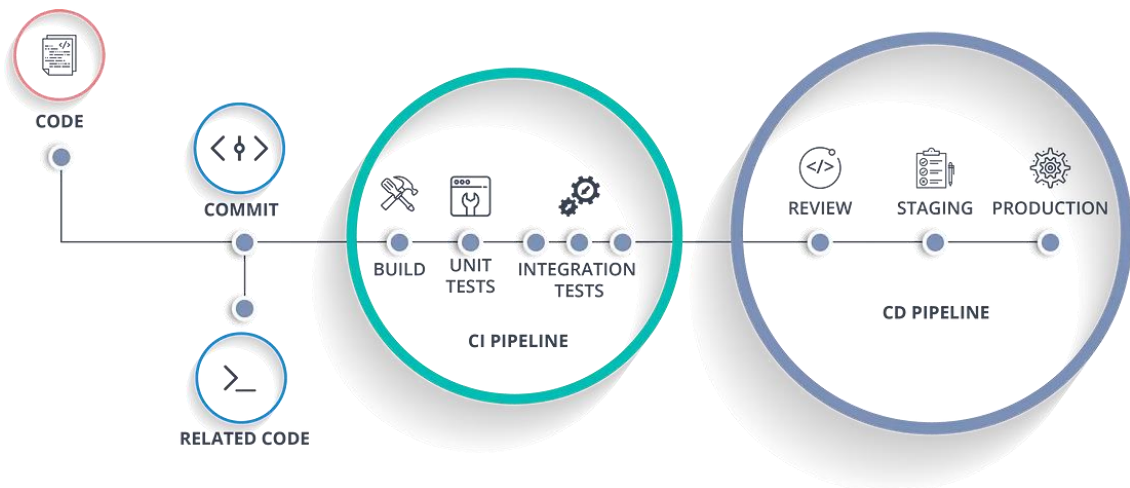 CODE
COMMIT
RELATED CODE
BUILD
UNIT
TESTS
INTEGRATION
TESTS
CI PIPELINE
REVIEW
STAGING
PRODUCTION
CD PIPELINE